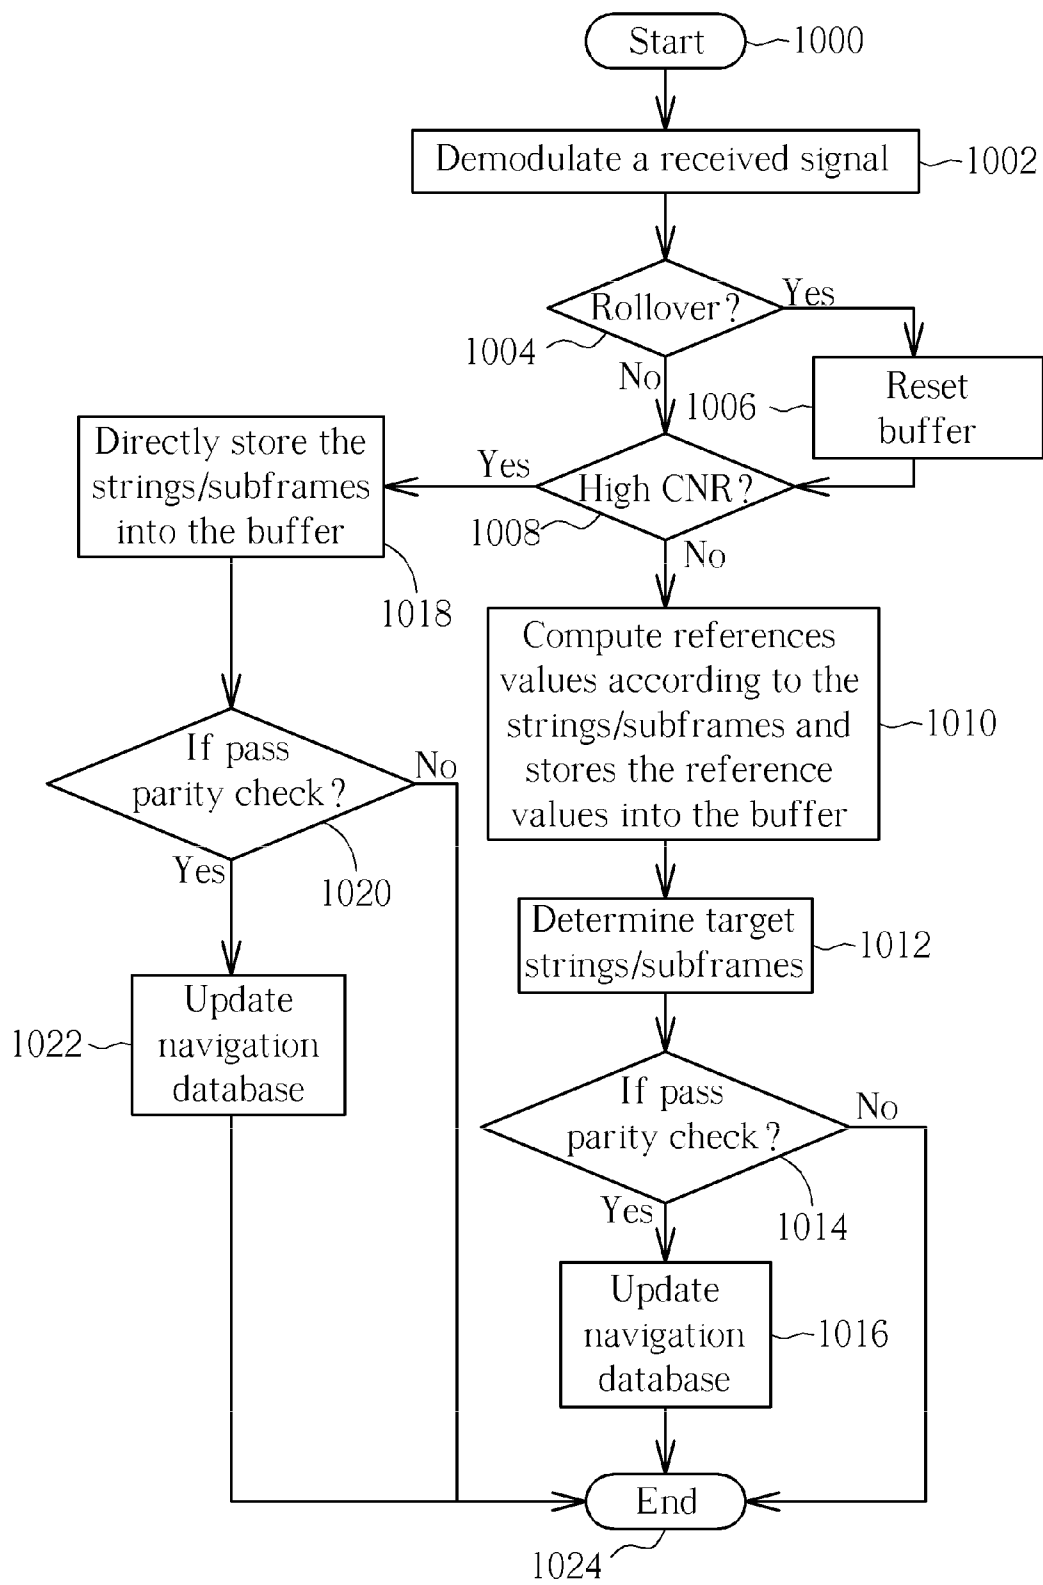 Start
1000
Demodulate a received signal
1002
Rollover?
Yes
1004
No
1006
Reset
buffer
Directly store the
strings/subframes
into the buffer
Yes
High CNR?
1008
No
1018
Compute references
values according to the
strings/subframes and
stores the reference
values into the buffer
1010
If pass
parity check?
No
Yes
1020
Determine target
strings/subframes
1012
Update
navigation
database
1022
If pass
parity check?
No
Yes
1014
Update
navigation
database
1016
End
1024